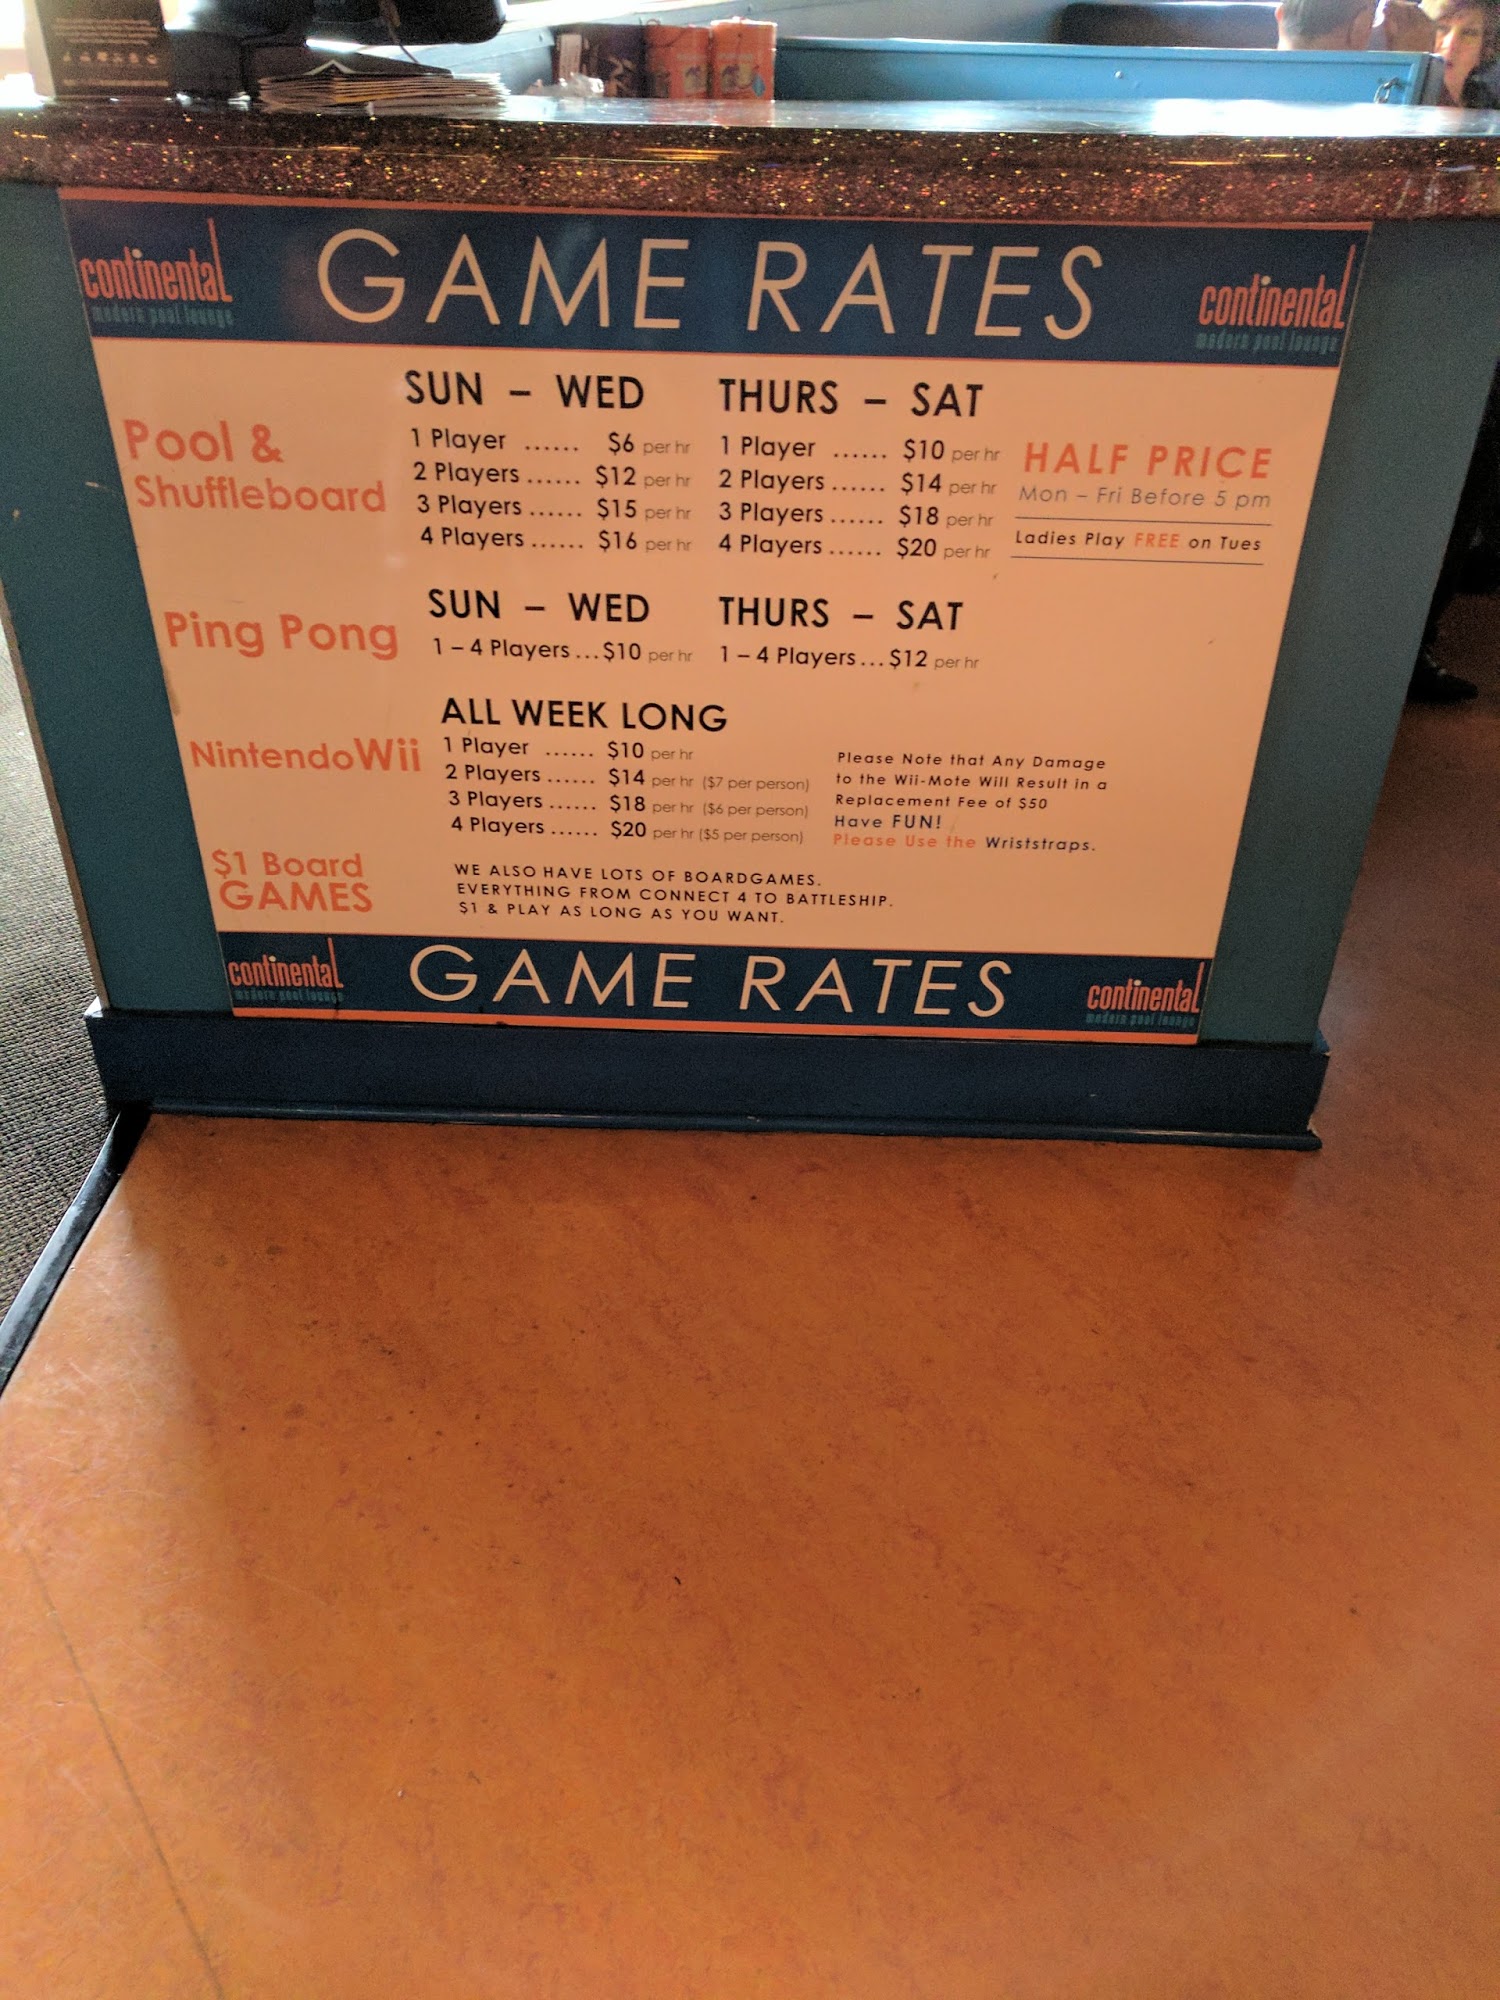 continental GAME RATES continental
modern pool lounge modern pool lounge
Pool &
Shuffleboard
SUN – WED
1 Player ...... $6 per hr
2 Players ...... $12 per hr
3 Players ...... $15 per hr
4 Players ...... $16 per hr
THURS – SAT
1 Player ...... $10 per hr
2 Players ...... $14 per hr
3 Players ...... $18 per hr
4 Players ...... $20 per hr
HALF PRICE
Mon – Fri Before 5 pm
Ladies Play FREE on Tues
Ping Pong
SUN – WED
1 – 4 Players ... $10 per hr
THURS – SAT
1 – 4 Players ... $12 per hr
Nintendo Wii
ALL WEEK LONG
1 Player ...... $10 per hr
2 Players ...... $14 per hr ($7 per person)
3 Players ...... $18 per hr ($6 per person)
4 Players ...... $20 per hr ($5 per person)
Please Note that Any Damage
to the Wii-Mote Will Result in a
Replacement Fee of $50
Have FUN!
Please Use the Wriststraps.
$1 Board
GAMES
WE ALSO HAVE LOTS OF BOARDGAMES.
EVERYTHING FROM CONNECT 4 TO BATTLESHIP.
$1 & PLAY AS LONG AS YOU WANT.
continental GAME RATES continental
modern pool lounge modern pool lounge